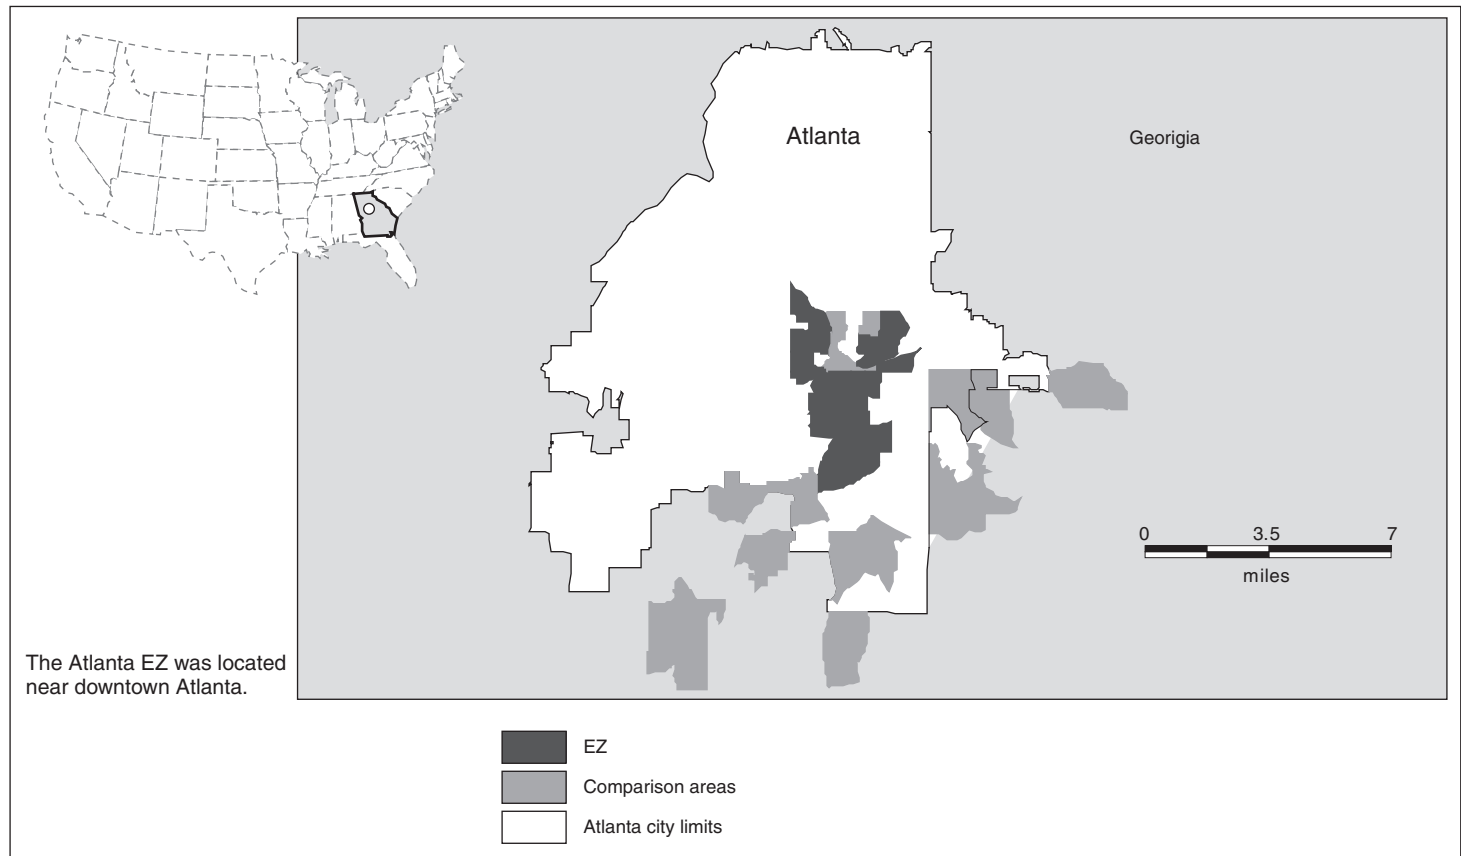 Atlanta
Georigia
0 3.5 7
miles
The Atlanta EZ was located
near downtown Atlanta.
EZ
Comparison areas
Atlanta city limits